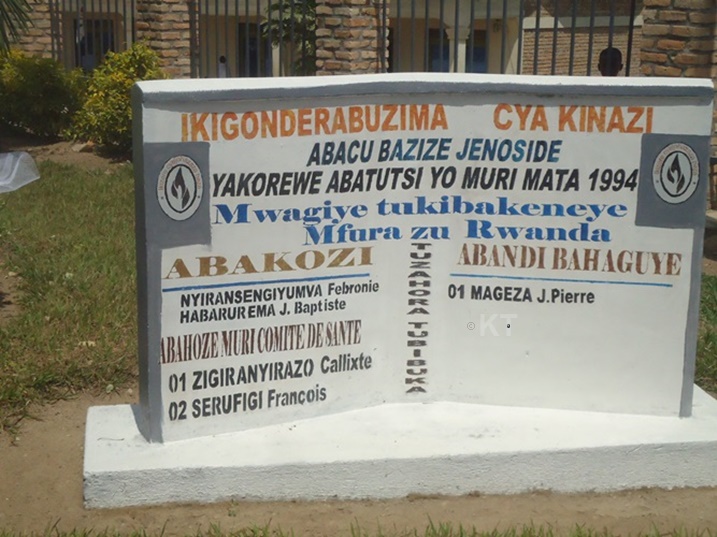 IKIGONDERABUZIMA CYA KINAZI
ABACU BAZIZE JENOSIDE
YAKOREWE ABATUTSI YO MURI MATA 1994
Mwagiye tukibakeneye
Mfura zu Rwanda
ABAKOZI
NYIRANSENGIYUMVA Febronie
HABARUREMA J. Baptiste
ABAHOZE MURI COMITE DE SANTE
01 ZIGIRANYIRAZO Callixte
02 SERUFIGI François
TUZAHORA TUBIBUKA
ABANDI BAHAGUYE
01 MAGEZA J.Pierre
© KT